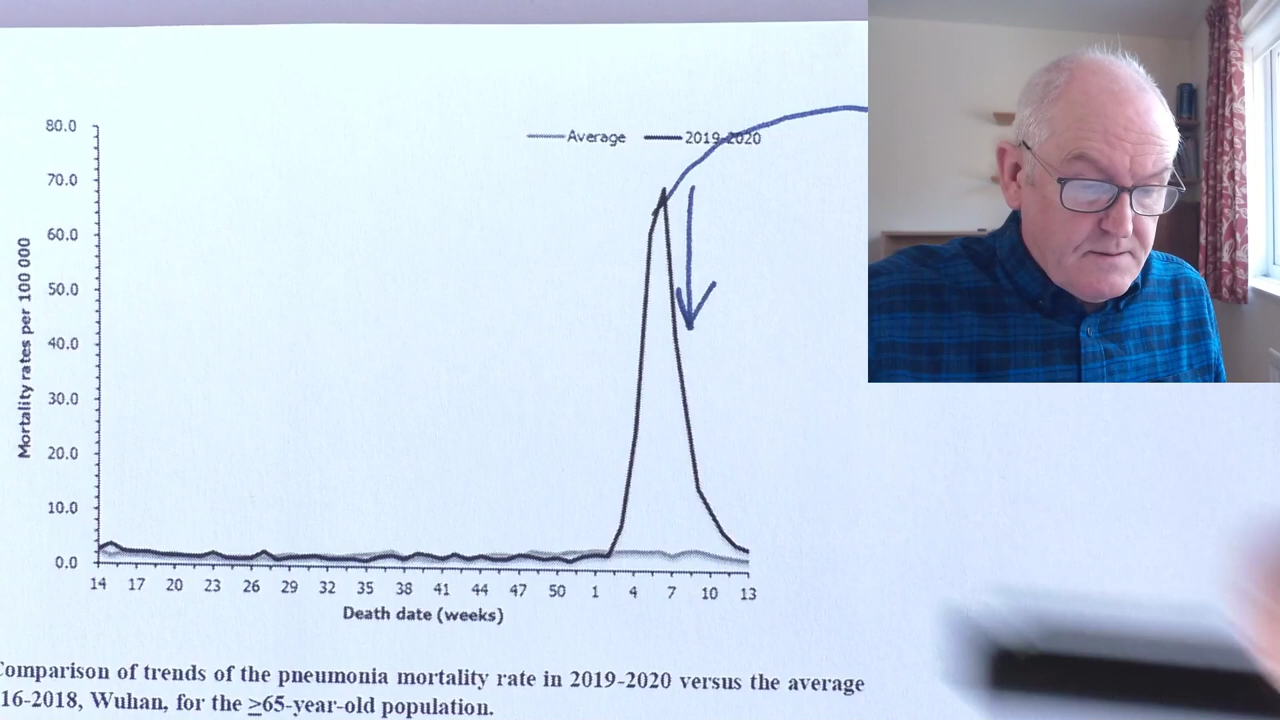 80.0
70.0
60.0
50.0
40.0
30.0
20.0
10.0
0.0
Mortality rates per 100 000
Average 2019-2020
14 17 20 23 26 29 32 35 38 41 44 47 50 1 4 7 10 13
Death date (weeks)
Comparison of trends of the pneumonia mortality rate in 2019-2020 versus the average
16-2018, Wuhan, for the ≥65-year-old population.